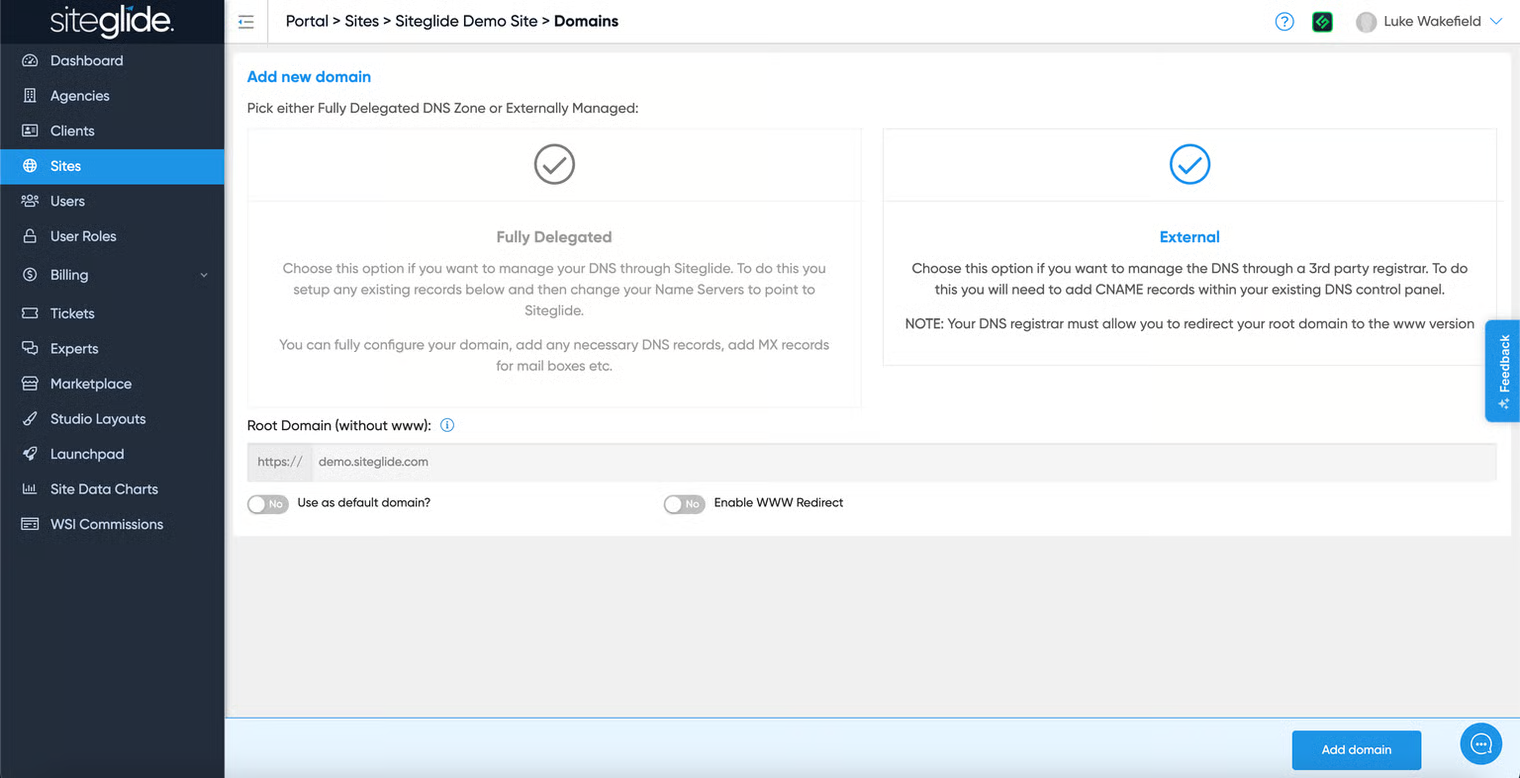 siteglide.
Portal > Sites > Siteglide Demo Site > Domains
Luke Wakefield
Dashboard
Agencies
Clients
Sites
Users
User Roles
Billing
Tickets
Experts
Marketplace
Studio Layouts
Launchpad
Site Data Charts
WSI Commissions
Add new domain
Pick either Fully Delegated DNS Zone or Externally Managed:
Fully Delegated
Choose this option if you want to manage your DNS through Siteglide. To do this you
setup any existing records below and then change your Name Servers to point to
Siteglide.
You can fully configure your domain, add any necessary DNS records, add MX records
for mail boxes etc.
External
Choose this option if you want to manage the DNS through a 3rd party registrar. To do
this you will need to add CNAME records within your existing DNS control panel.
NOTE: Your DNS registrar must allow you to redirect your root domain to the www version
Feedback
Root Domain (without www):
https:// demo.siteglide.com
No Use as default domain?
No Enable WWW Redirect
Add domain